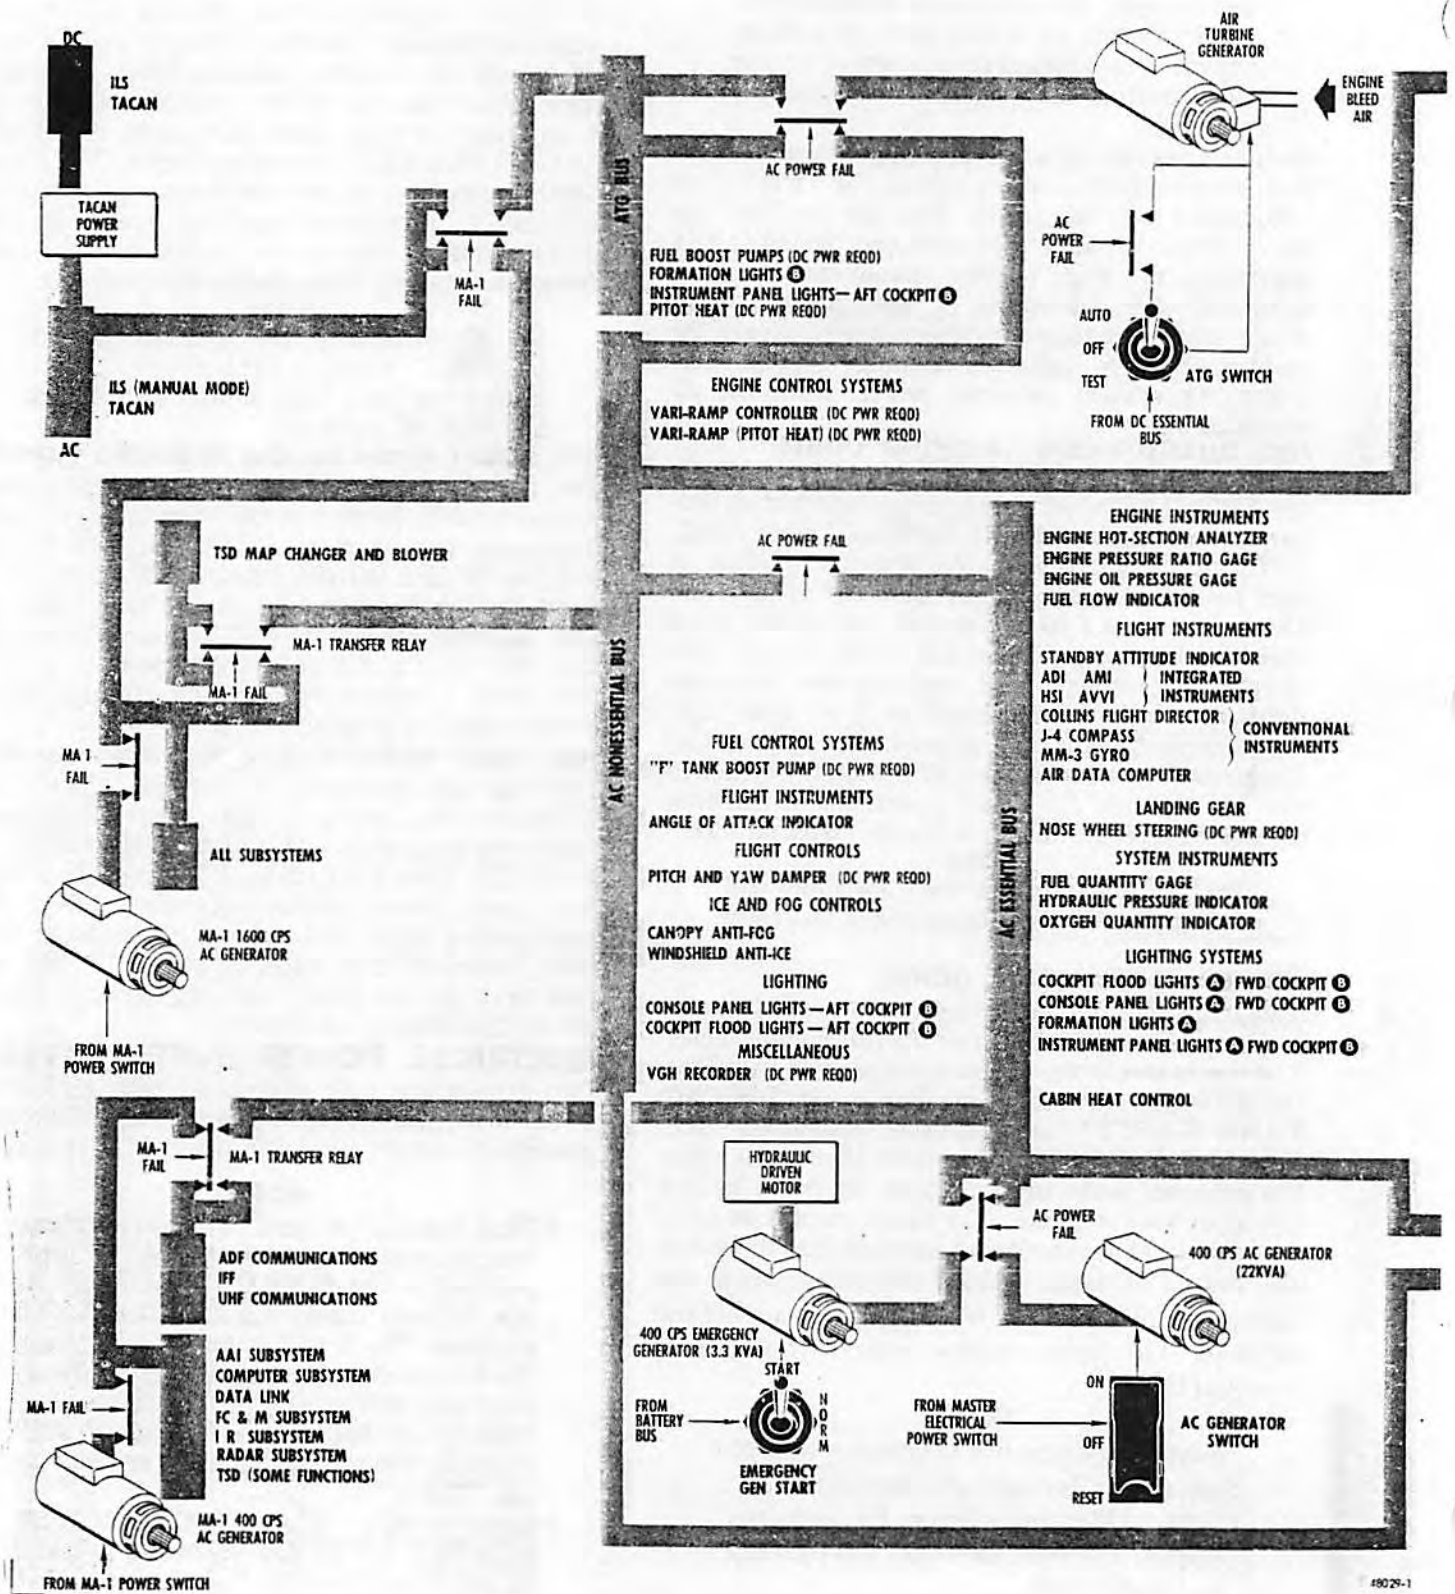 DC
ILS
TACAN
TACAN
POWER
SUPPLY
ILS (MANUAL MODE)
TACAN
AC
MA-1
FAIL
ATG BUS
AC POWER FAIL
AIR
TURBINE
GENERATOR
ENGINE
BLEED
AIR
AC
POWER
FAIL
AUTO
OFF
TEST
ATG SWITCH
FROM DC ESSENTIAL
BUS
FUEL BOOST PUMPS (DC PWR REQD)
FORMATION LIGHTS B
INSTRUMENT PANEL LIGHTS—AFT COCKPIT B
PITOT HEAT (DC PWR REQD)
ENGINE CONTROL SYSTEMS
VARI-RAMP CONTROLLER (DC PWR REQD)
VARI-RAMP (PITOT HEAT) (DC PWR REQD)
TSD MAP CHANGER AND BLOWER
MA-1 TRANSFER RELAY
MA-1 FAIL
MA 1
FAIL
ALL SUBSYSTEMS
MA-1 1600 CPS
AC GENERATOR
FROM MA-1
POWER SWITCH
AC NONESSENTIAL BUS
AC POWER FAIL
FUEL CONTROL SYSTEMS
"F" TANK BOOST PUMP (DC PWR REQD)
FLIGHT INSTRUMENTS
ANGLE OF ATTACK INDICATOR
FLIGHT CONTROLS
PITCH AND YAW DAMPER (DC PWR REQD)
ICE AND FOG CONTROLS
CANOPY ANTI-FOG
WINDSHIELD ANTI-ICE
LIGHTING
CONSOLE PANEL LIGHTS—AFT COCKPIT B
COCKPIT FLOOD LIGHTS—AFT COCKPIT B
MISCELLANEOUS
VGH RECORDER (DC PWR REQD)
AC ESSENTIAL BUS
ENGINE INSTRUMENTS
ENGINE HOT-SECTION ANALYZER
ENGINE PRESSURE RATIO GAGE
ENGINE OIL PRESSURE GAGE
FUEL FLOW INDICATOR
FLIGHT INSTRUMENTS
STANDBY ATTITUDE INDICATOR
ADI AMI INTEGRATED
HSI AVVI INSTRUMENTS
COLLINS FLIGHT DIRECTOR
J-4 COMPASS
MM-3 GYRO
CONVENTIONAL
INSTRUMENTS
AIR DATA COMPUTER
LANDING GEAR
NOSE WHEEL STEERING (DC PWR REQD)
SYSTEM INSTRUMENTS
FUEL QUANTITY GAGE
HYDRAULIC PRESSURE INDICATOR
OXYGEN QUANTITY INDICATOR
LIGHTING SYSTEMS
COCKPIT FLOOD LIGHTS A FWD COCKPIT B
CONSOLE PANEL LIGHTS A FWD COCKPIT B
FORMATION LIGHTS A
INSTRUMENT PANEL LIGHTS A FWD COCKPIT B
CABIN HEAT CONTROL
MA-1
FAIL
MA-1 TRANSFER RELAY
ADF COMMUNICATIONS
IFF
UHF COMMUNICATIONS
AAI SUBSYSTEM
COMPUTER SUBSYSTEM
DATA LINK
FC & M SUBSYSTEM
I R SUBSYSTEM
RADAR SUBSYSTEM
TSD (SOME FUNCTIONS)
MA-1 FAIL
MA-1 400 CPS
AC GENERATOR
FROM MA-1 POWER SWITCH
HYDRAULIC
DRIVEN
MOTOR
AC POWER
FAIL
400 CPS AC GENERATOR
(22KVA)
400 CPS EMERGENCY
GENERATOR (3.3 KVA)
START
FROM
BATTERY
BUS
NORM
EMERGENCY
GEN START
FROM MASTER
ELECTRICAL
POWER SWITCH
ON
OFF
RESET
AC GENERATOR
SWITCH
48029-1